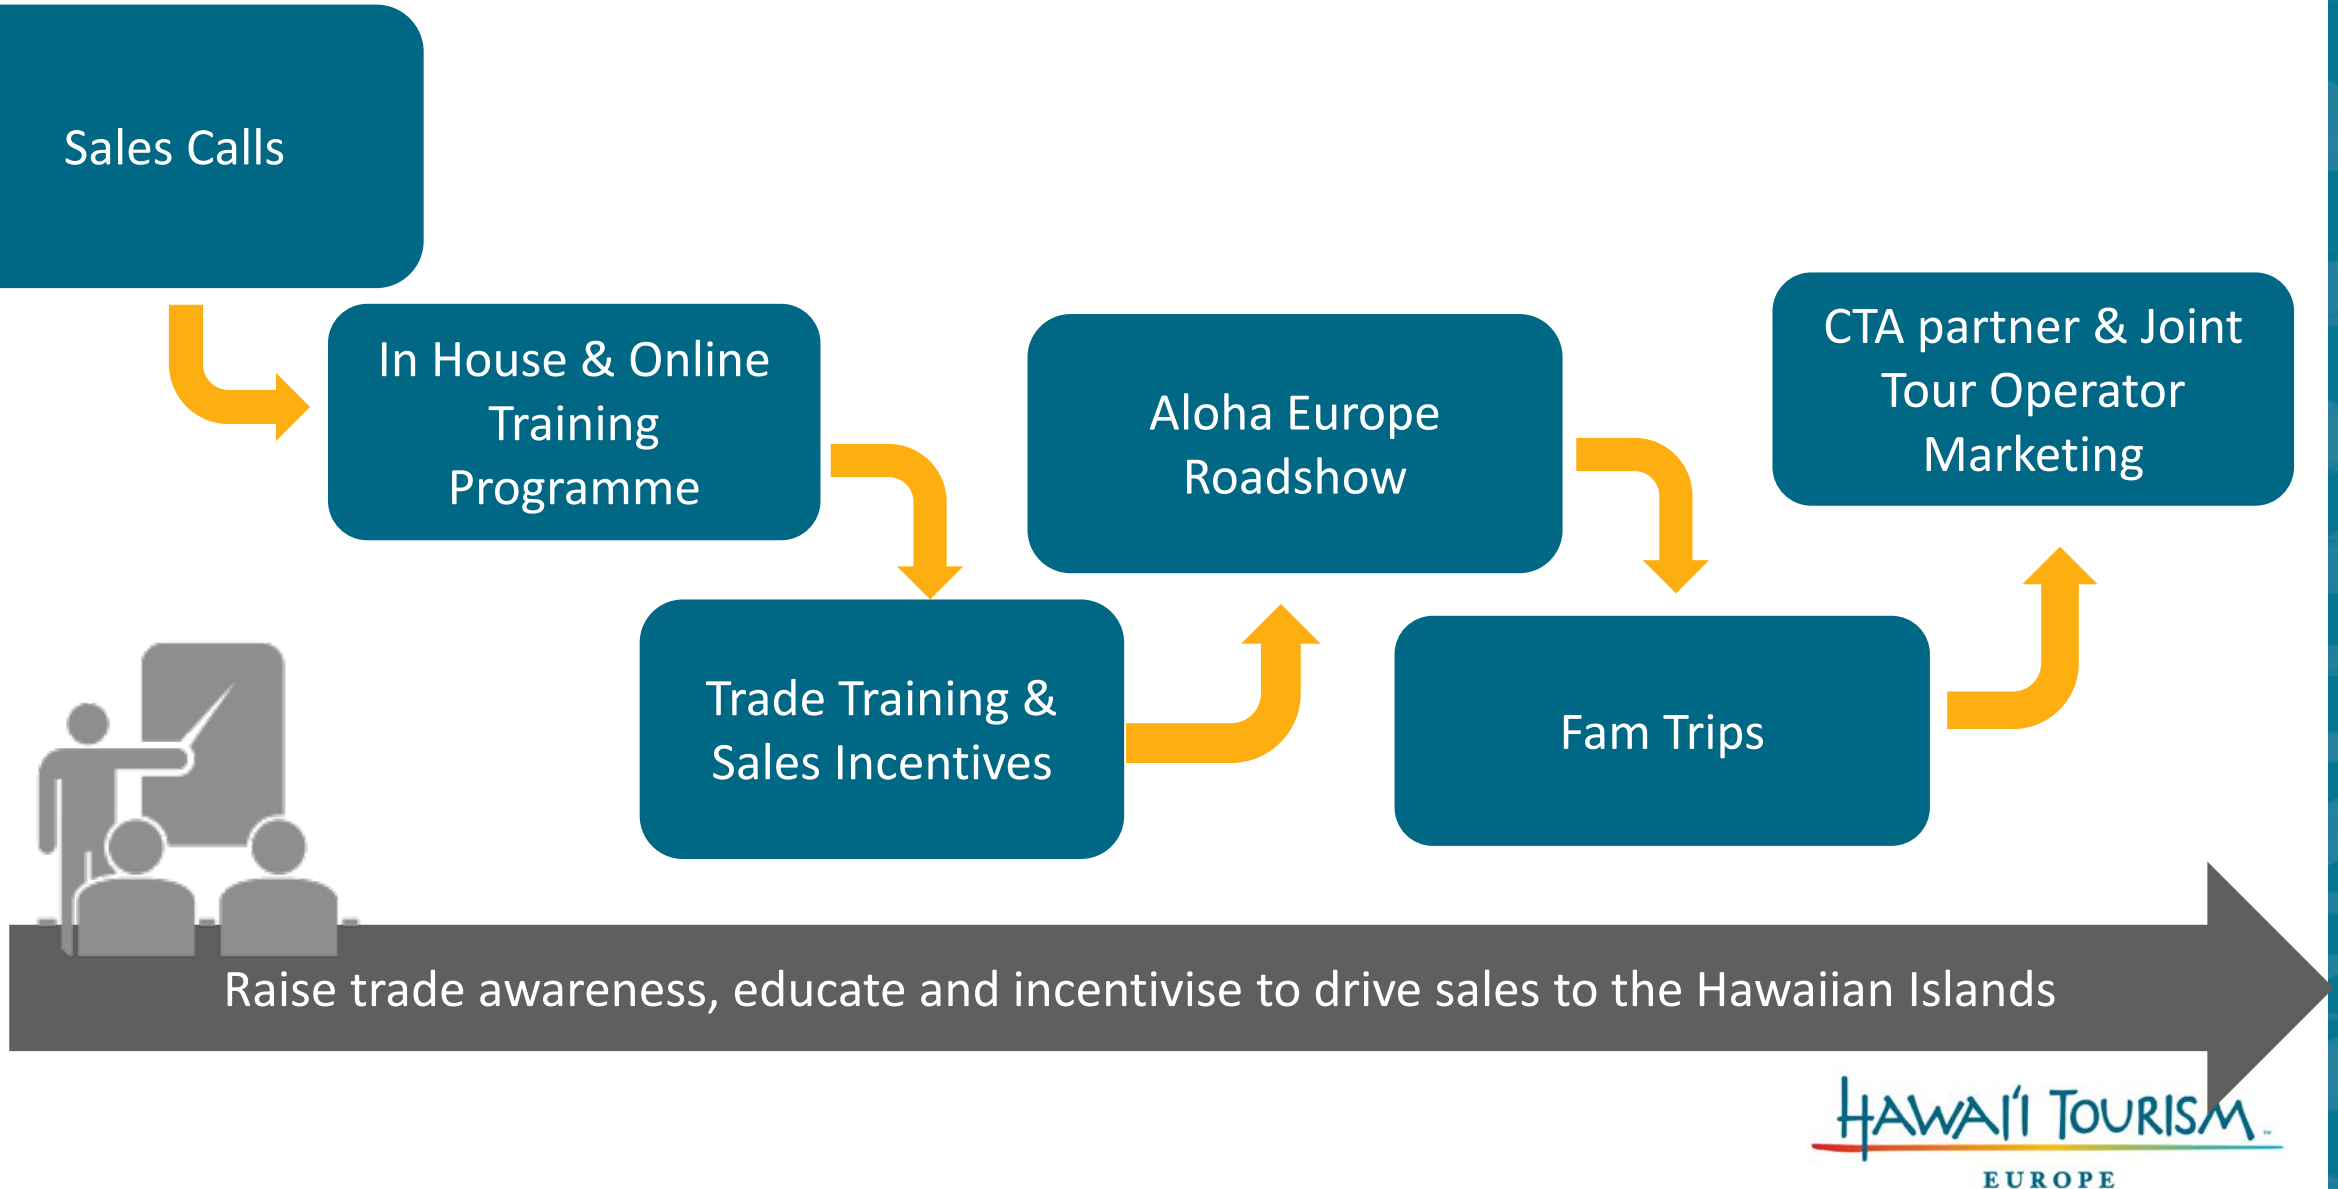 Sales Calls
In House & Online
Training
Programme
Trade Training &
Sales Incentives
Aloha Europe
Roadshow
Fam Trips
CTA partner & Joint
Tour Operator
Marketing
Raise trade awareness, educate and incentivise to drive sales to the Hawaiian Islands
HAWAI'I TOURISM™
EUROPE